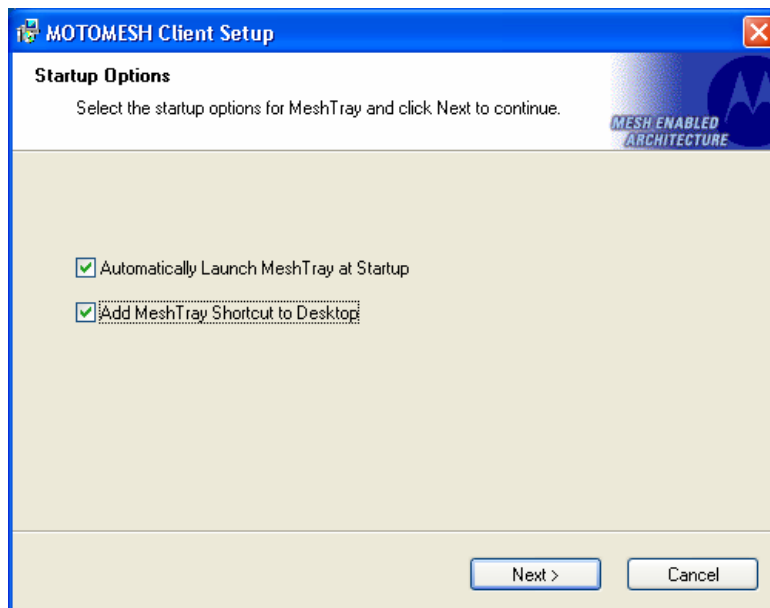 MOTOMESH Client Setup
Startup Options
Select the startup options for MeshTray and click Next to continue.
MESH ENABLED
ARCHITECTURE
Automatically Launch MeshTray at Startup
Add MeshTray Shortcut to Desktop
Next >
Cancel